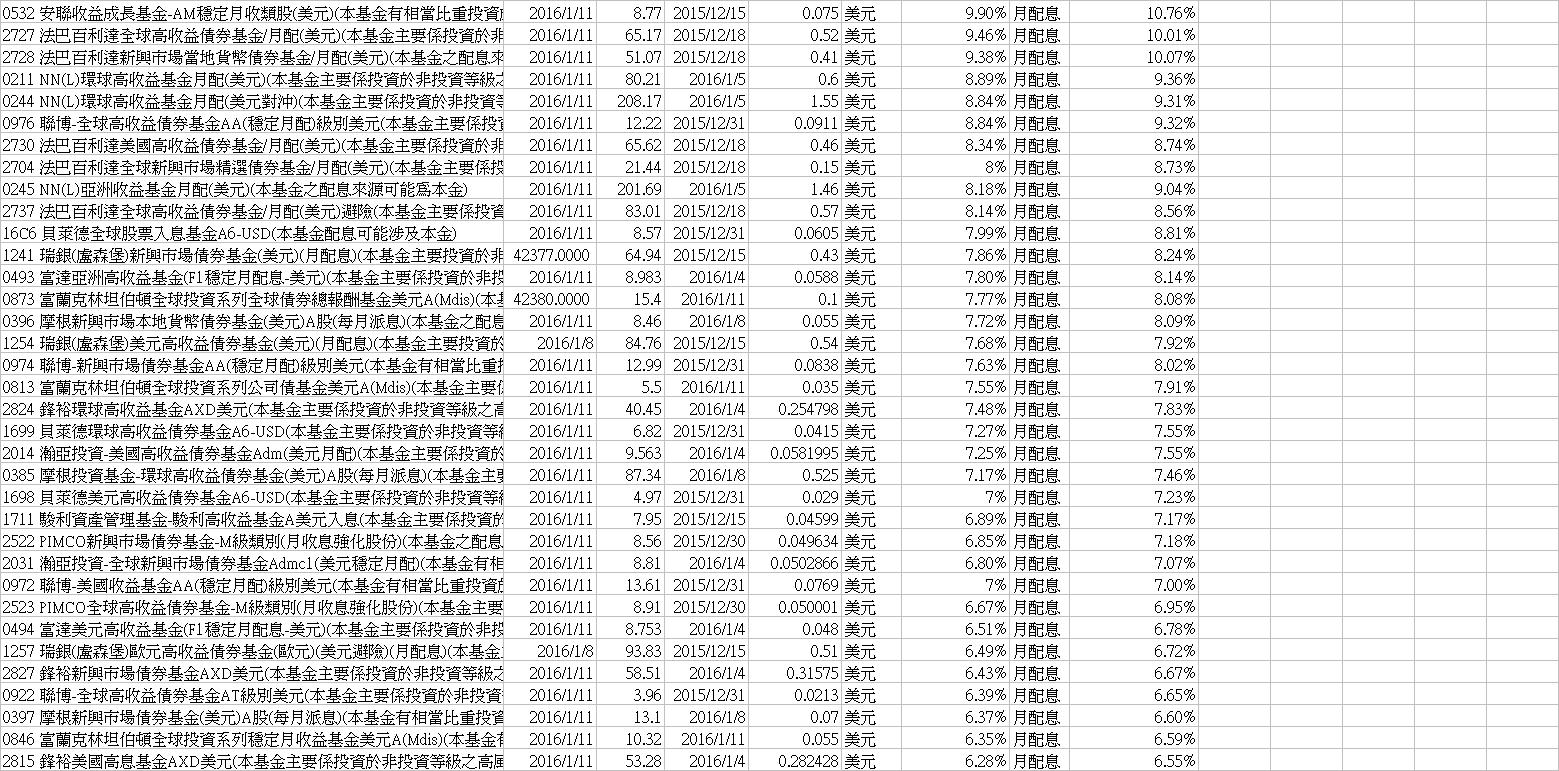 0532 安聯收益成長基金-AM穩定月收類股(美元)(本基金有相當比重投資 2016/1/11 8.77 2015/12/15 0.075 美元 9.90% 月配息 10.76%
2727 法巴百利達全球高收益債券基金/月配(美元)(本基金主要係投資於非 2016/1/11 65.17 2015/12/18 0.52 美元 9.46% 月配息 10.01%
2728 法巴百利達新興市場當地貨幣債券基金/月配(美元)(本基金之配息來 2016/1/11 51.07 2015/12/18 0.41 美元 9.38% 月配息 10.07%
0211 NN(L)環球高收益基金月配(美元)(本基金主要係投資於非投資等級之 2016/1/11 80.21 2016/1/5 0.6 美元 8.89% 月配息 9.36%
0244 NN(L)環球高收益基金月配(美元對沖)(本基金主要係投資於非投資等 2016/1/11 208.17 2016/1/5 1.55 美元 8.84% 月配息 9.31%
0976 聯博-全球高收益債券基金AA(穩定月配)級別美元(本基金主要係投資 2016/1/11 12.22 2015/12/31 0.0911 美元 8.84% 月配息 9.32%
2730 法巴百利達美國高收益債券基金/月配(美元)(本基金主要係投資於非 2016/1/11 65.62 2015/12/18 0.46 美元 8.34% 月配息 8.74%
2704 法巴百利達全球新興市場精選債券基金/月配(美元)(本基金主要係投 2016/1/11 21.44 2015/12/18 0.15 美元 8% 月配息 8.73%
0245 NN(L)亞洲收益基金月配(美元)(本基金之配息來源可能為本金) 2016/1/11 201.69 2016/1/5 1.46 美元 8.18% 月配息 9.04%
2737 法巴百利達全球高收益債券基金/月配(美元)避險(本基金主要係投資 2016/1/11 83.01 2015/12/18 0.57 美元 8.14% 月配息 8.56%
16C6 貝萊德全球股票入息基金A6-USD(本基金配息可能涉及本金) 2016/1/11 8.57 2015/12/31 0.0605 美元 7.99% 月配息 8.81%
1241 瑞銀(盧森堡)新興市場債券基金(美元)(月配息)(本基金主要投資於非 42377.0000 64.94 2015/12/15 0.43 美元 7.86% 月配息 8.24%
0493 富達亞洲高收益基金(F1穩定月配息-美元)(本基金主要係投資於非投 2016/1/11 8.983 2016/1/4 0.0588 美元 7.80% 月配息 8.14%
0873 富蘭克林坦伯頓全球投資系列全球債券總報酬基金美元A(Mdis)(本基 42380.0000 15.4 2016/1/11 0.1 美元 7.77% 月配息 8.08%
0396 摩根新興市場本地貨幣債券基金(美元)A股(每月派息)(本基金之配息 2016/1/11 8.46 2016/1/8 0.055 美元 7.72% 月配息 8.09%
1254 瑞銀(盧森堡)美元高收益債券基金(美元)(月配息)(本基金主要投資於 2016/1/8 84.76 2015/12/15 0.54 美元 7.68% 月配息 7.92%
0974 聯博-新興市場債券基金AA(穩定月配)級別美元(本基金有相當比重投 2016/1/11 12.99 2015/12/31 0.0838 美元 7.63% 月配息 8.02%
0813 富蘭克林坦伯頓全球投資系列公司債基金美元A(Mdis)(本基金主要係 2016/1/11 5.5 2016/1/11 0.035 美元 7.55% 月配息 7.91%
2824 鋒裕環球高收益基金AXD美元(本基金主要係投資於非投資等級之高 2016/1/11 40.45 2016/1/4 0.254798 美元 7.48% 月配息 7.83%
1699 貝萊德環球高收益債券基金A6-USD(本基金主要係投資於非投資等級 2016/1/11 6.82 2015/12/31 0.0415 美元 7.27% 月配息 7.55%
2014 瀚亞投資-美國高收益債券基金Adm(美元月配)(本基金主要係投資於 2016/1/11 9.563 2016/1/4 0.0581995 美元 7.25% 月配息 7.55%
0385 摩根投資基金-環球高收益債券基金(美元)A股(每月派息)(本基金主要 2016/1/11 87.34 2016/1/8 0.525 美元 7.17% 月配息 7.46%
1698 貝萊德美元高收益債券基金A6-USD(本基金主要係投資於非投資等級 2016/1/11 4.97 2015/12/31 0.029 美元 7% 月配息 7.23%
1711 駿利資產管理基金-駿利高收益基金A美元入息(本基金主要係投資於 2016/1/11 7.95 2015/12/15 0.04599 美元 6.89% 月配息 7.17%
2522 PIMCO新興市場債券基金-M級類別(月收息強化股份)(本基金之配息 2016/1/11 8.56 2015/12/30 0.049634 美元 6.85% 月配息 7.18%
2031 瀚亞投資-全球新興市場債券基金Admc1(美元穩定月配)(本基金有相 2016/1/11 8.81 2016/1/4 0.0502866 美元 6.80% 月配息 7.07%
0972 聯博-美國收益基金AA(穩定月配)級別美元(本基金有相當比重投資於 2016/1/11 13.61 2015/12/31 0.0769 美元 7% 月配息 7.00%
2523 PIMCO全球高收益債券基金-M級類別(月收息強化股份)(本基金主要 2016/1/11 8.91 2015/12/30 0.050001 美元 6.67% 月配息 6.95%
0494 富達美元高收益基金(F1穩定月配息-美元)(本基金主要係投資於非投 2016/1/11 8.753 2016/1/4 0.048 美元 6.51% 月配息 6.78%
1257 瑞銀(盧森堡)歐元高收益債券基金(歐元)(美元避險)(月配息)(本基金 2016/1/8 93.83 2015/12/15 0.51 美元 6.49% 月配息 6.72%
2827 鋒裕新興市場債券基金AXD美元(本基金主要係投資於非投資等級之 2016/1/11 58.51 2016/1/4 0.31575 美元 6.43% 月配息 6.67%
0922 聯博-全球高收益債券基金AT級別美元(本基金主要係投資於非投資 2016/1/11 3.96 2015/12/31 0.0213 美元 6.39% 月配息 6.65%
0397 摩根新興市場債券基金(美元)A股(每月派息)(本基金有相當比重投資 2016/1/11 13.1 2016/1/8 0.07 美元 6.37% 月配息 6.60%
0846 富蘭克林坦伯頓全球投資系列穩定月收益基金美元A(Mdis)(本基金有 2016/1/11 10.32 2016/1/11 0.055 美元 6.35% 月配息 6.59%
2815 鋒裕美國高息基金AXD美元(本基金主要係投資於非投資等級之高風 2016/1/11 53.28 2016/1/4 0.282428 美元 6.28% 月配息 6.55%